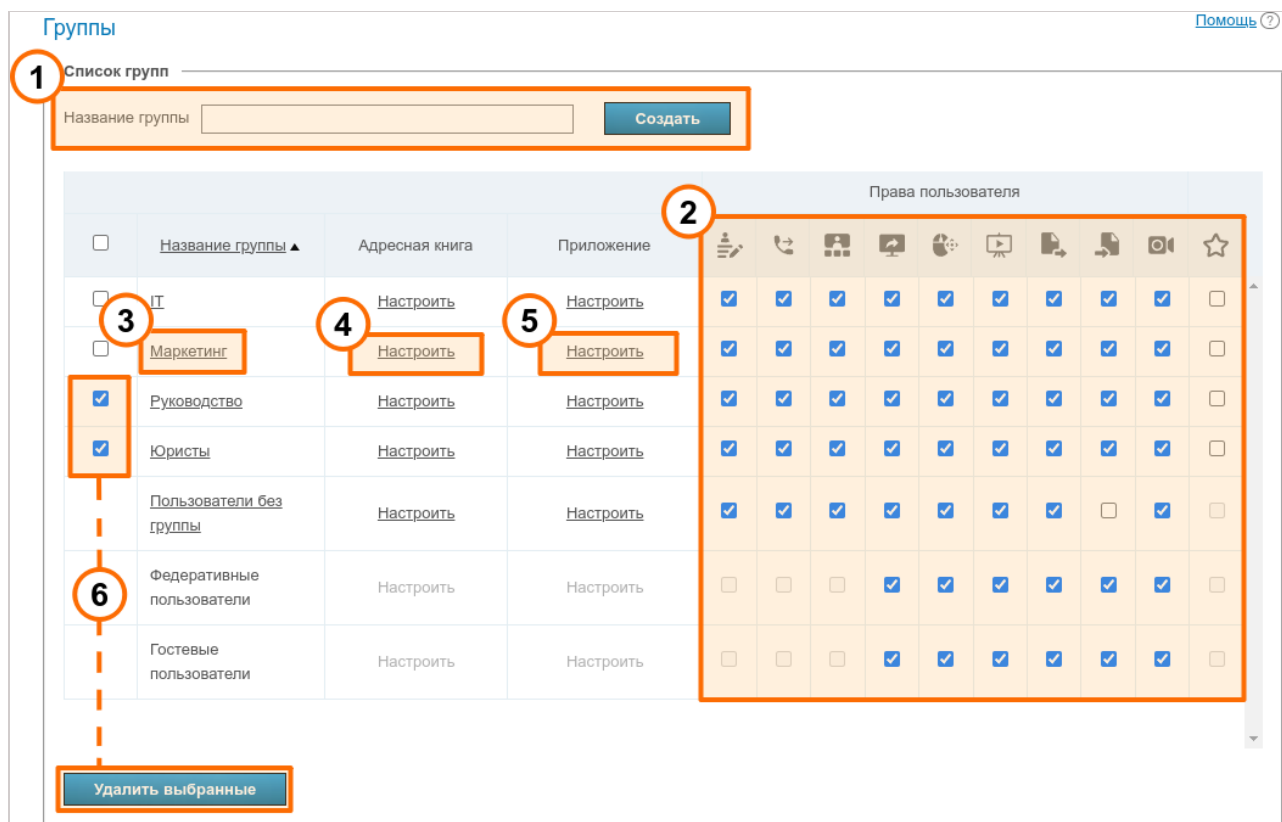 Группы
Помощь ?
1
Список групп
Название группы
Создать
Права пользователя
2
Название группы ▲
Адресная книга
Приложение
IT
Настроить
Настроить
3
4
5
Маркетинг
Настроить
Настроить
Руководство
Настроить
Настроить
Юристы
Настроить
Настроить
Пользователи без
группы
Настроить
Настроить
Федеративные
пользователи
Настроить
Настроить
6
Гостевые
пользователи
Настроить
Настроить
Удалить выбранные